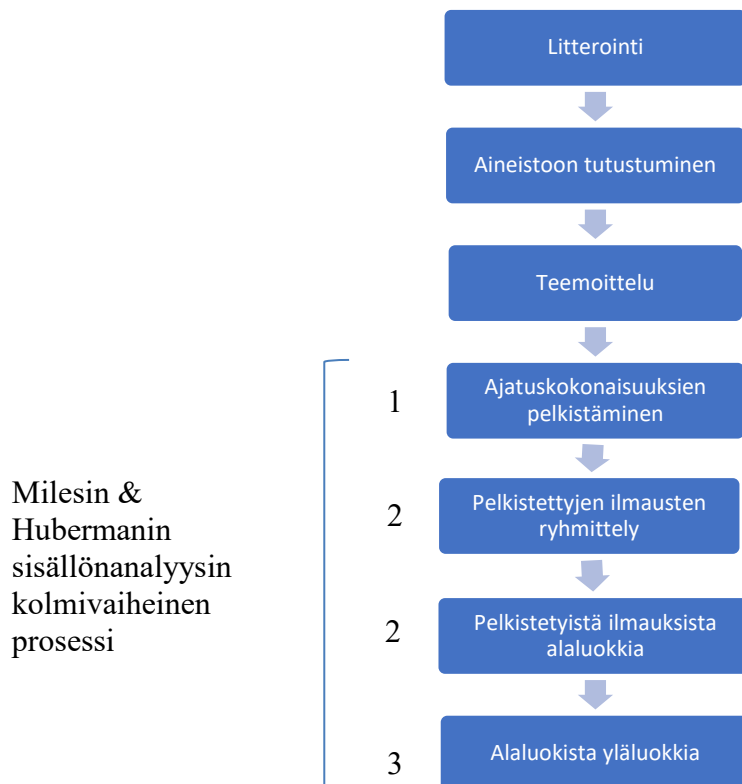 Litterointi
Aineistoon tutustuminen
Teemoittelu
1
Ajatuskokonaisuuksien
pelkistäminen
Milesin &
Hubermanin
sisällönanalyysin
kolmivaiheinen
prosessi
2
Pelkistettyjen ilmausten
ryhmittely
2
Pelkistetyistä ilmauksista
alaluokkia
3
Alaluokista yläluokkia